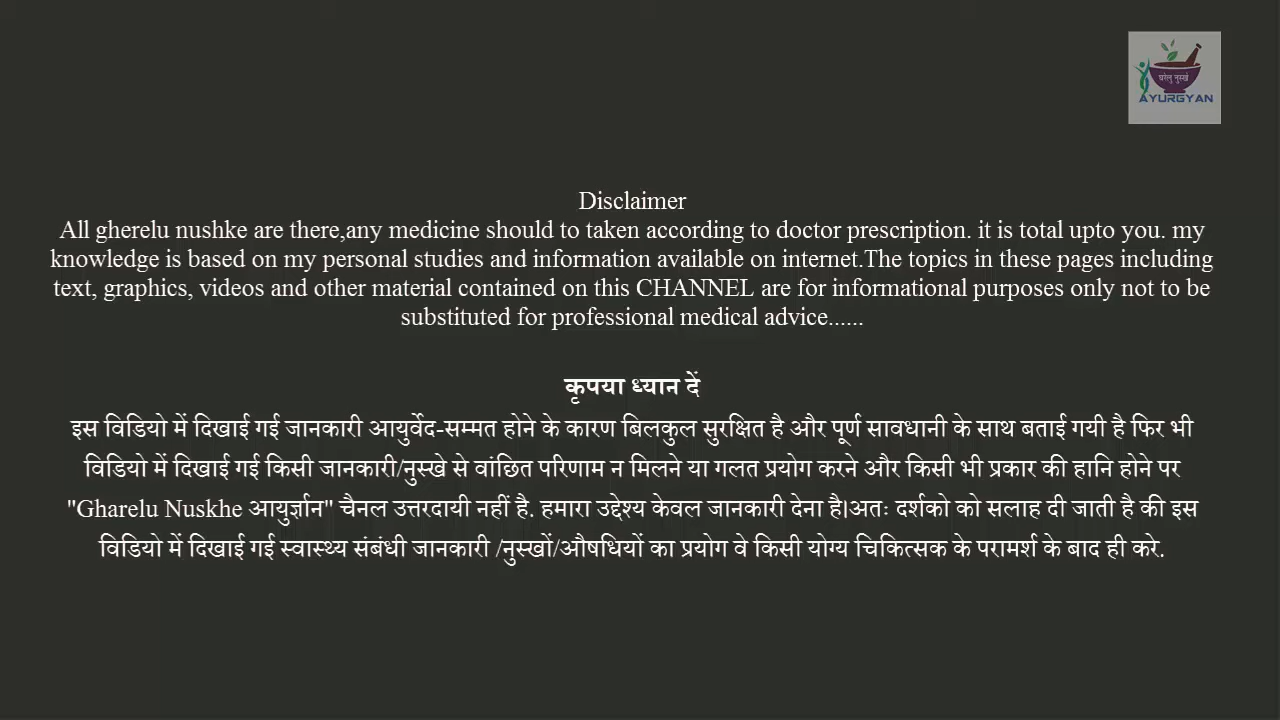 घरेलु नुस्खे
AYURGYAN
Disclaimer
All gherelu nushke are there,any medicine should to taken according to doctor prescription. it is total upto you. my
knowledge is based on my personal studies and information available on internet.The topics in these pages including
text, graphics, videos and other material contained on this CHANNEL are for informational purposes only not to be
substituted for professional medical advice......
कृपया ध्यान दें
इस विडियो में दिखाई गई जानकारी आयुर्वेद-सम्मत होने के कारण बिलकुल सुरक्षित है और पूर्ण सावधानी के साथ बताई गयी है फिर भी
विडियो में दिखाई गई किसी जानकारी/नुस्खे से वांछित परिणाम न मिलने या गलत प्रयोग करने और किसी भी प्रकार की हानि होने पर
"Gharelu Nuskhe आयुर्ज्ञान" चैनल उत्तरदायी नहीं है. हमारा उद्देश्य केवल जानकारी देना है।अतः दर्शको को सलाह दी जाती है की इस
विडियो में दिखाई गई स्वास्थ्य संबंधी जानकारी /नुस्खों/औषधियों का प्रयोग वे किसी योग्य चिकित्सक के परामर्श के बाद ही करे.